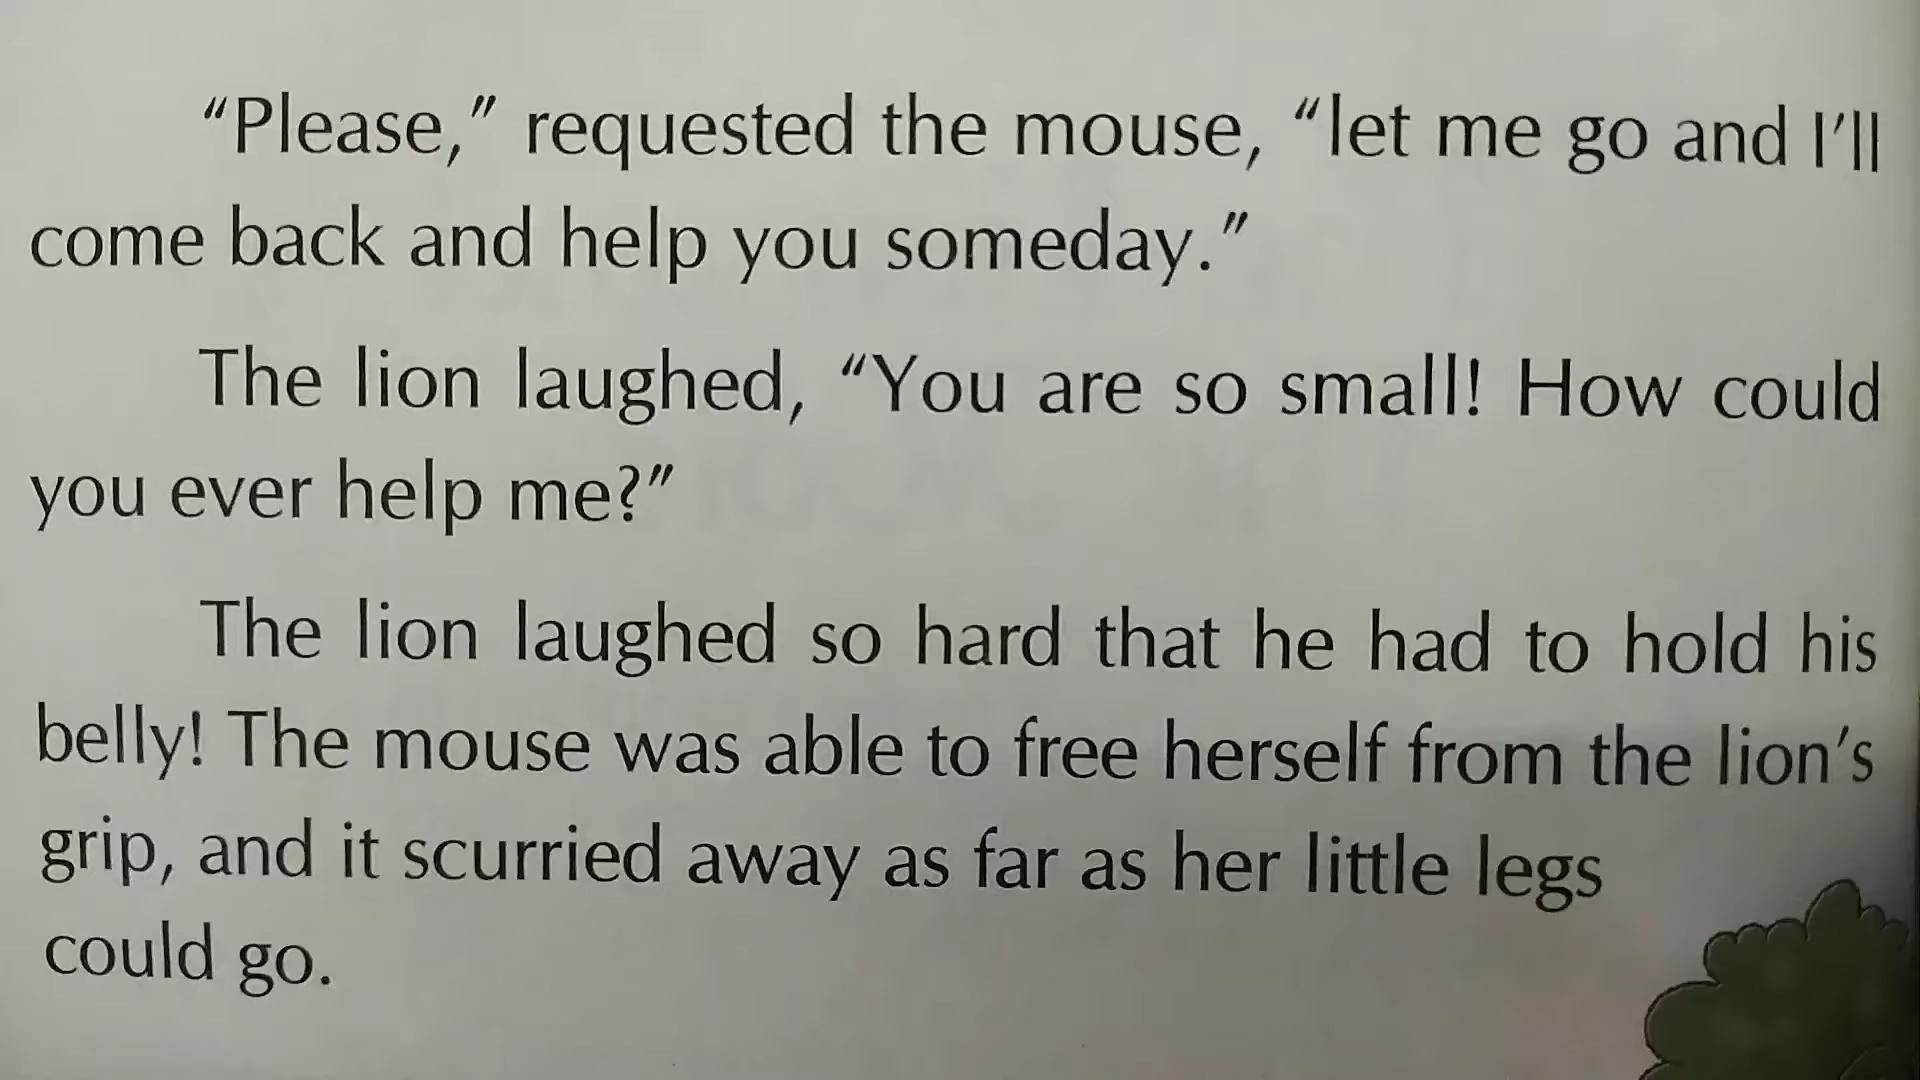 “Please,” requested the mouse, “let me go and I’ll
come back and help you someday.”
The lion laughed, “You are so small! How could
you ever help me?”
The lion laughed so hard that he had to hold his
belly! The mouse was able to free herself from the lion’s
grip, and it scurried away as far as her little legs
could go.